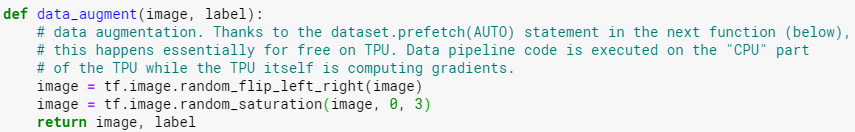 def data_augment(image, label):
    # data augmentation. Thanks to the dataset.prefetch(AUTO) statement in the next function (below),
    # this happens essentially for free on TPU. Data pipeline code is executed on the "CPU" part
    # of the TPU while the TPU itself is computing gradients.
    image = tf.image.random_flip_left_right(image)
    image = tf.image.random_saturation(image, 0, 3)
    return image, label